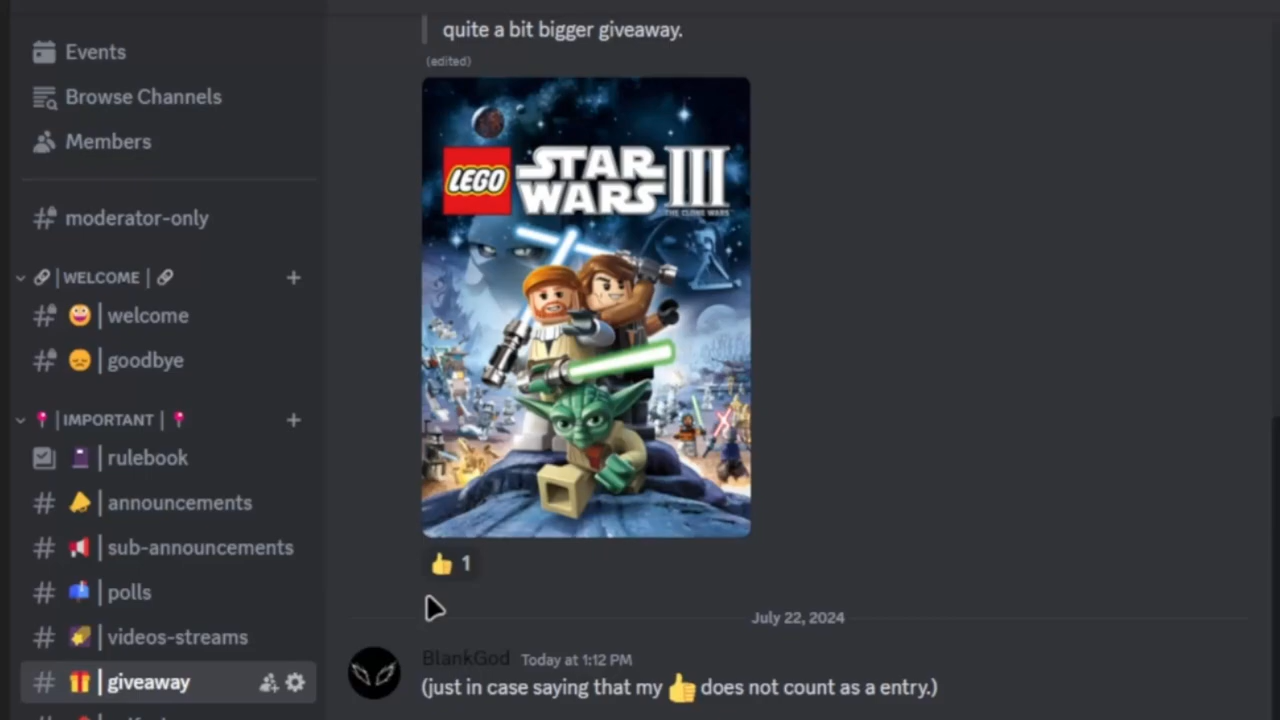 Events
Browse Channels
Members
moderator-only
| WELCOME |
| welcome
| goodbye
| IMPORTANT |
| rulebook
| announcements
| sub-announcements
| polls
| videos-streams
| giveaway
quite a bit bigger giveaway.
(edited)
LEGO
STAR WARS III
THE CLONE WARS
👍 1
July 22, 2024
BlankGod Today at 1:12 PM
(just in case saying that my 👍 does not count as a entry.)